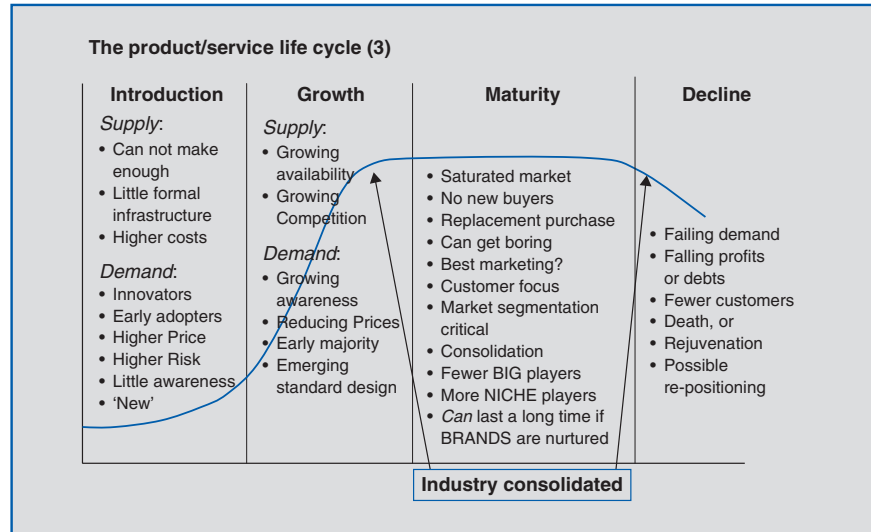 The product/service life cycle (3)
Introduction
Supply:
• Can not make
enough
• Little formal
infrastructure
• Higher costs
Demand:
• Innovators
• Early adopters
• Higher Price
• Higher Risk
• Little awareness
• ‘New’
Growth
Supply:
• Growing
availability
• Growing
Competition
Demand:
• Growing
awareness
• Reducing Prices
• Early majority
• Emerging
standard design
Maturity
• Saturated market
• No new buyers
• Replacement purchase
• Can get boring
• Best marketing?
• Customer focus
• Market segmentation
critical
• Consolidation
• Fewer BIG players
• More NICHE players
• Can last a long time if
BRANDS are nurtured
Decline
• Failing demand
• Falling profits
or debts
• Fewer customers
• Death, or
• Rejuvenation
• Possible
re-positioning
Industry consolidated